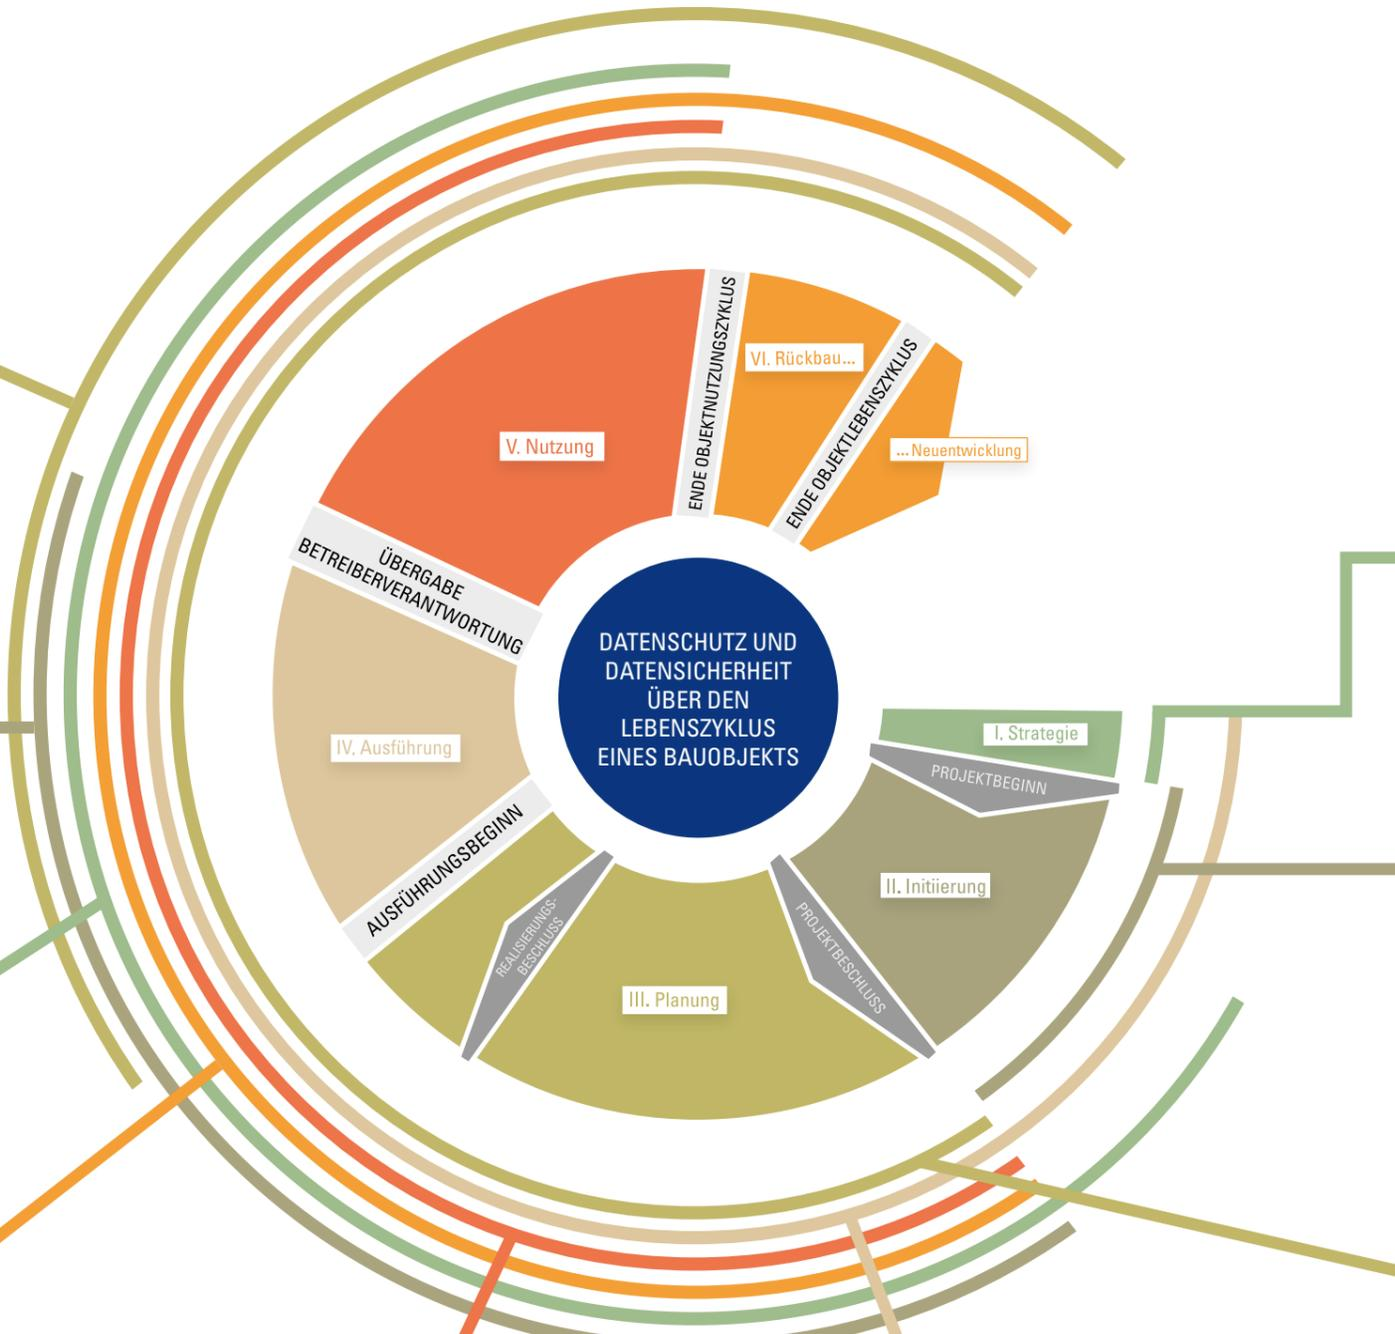 DATENSCHUTZ UND
DATENSICHERHEIT
ÜBER DEN
LEBENSZYKLUS
EINES BAUOBJEKTS
I. Strategie
PROJEKTBEGINN
II. Initiierung
PROJEKTBESCHLUSS
III. Planung
REALISIERUNGS-
BESCHLUSS
AUSFÜHRUNGSBEGINN
IV. Ausführung
ÜBERGABE
BETREIBERVERANTWORTUNG
V. Nutzung
ENDE OBJEKTNUTZUNGSZYKLUS
VI. Rückbau...
ENDE OBJEKTLEBENSZYKLUS
... Neuentwicklung